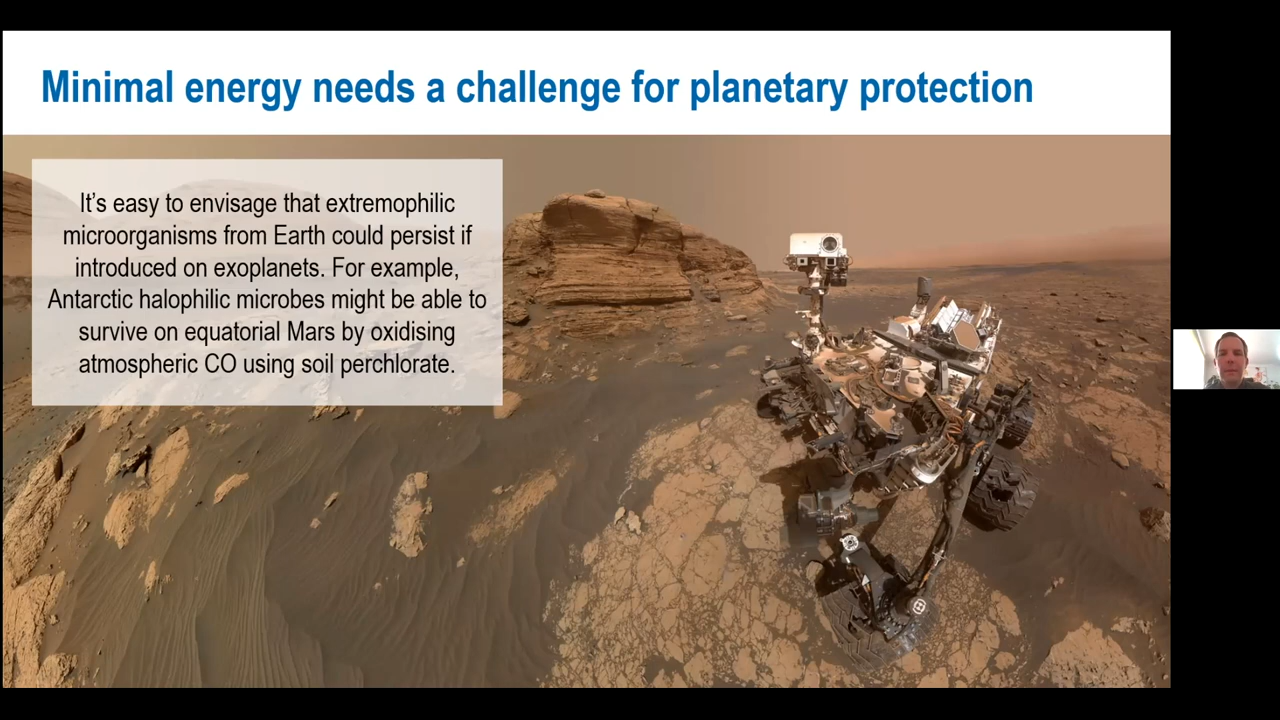 Minimal energy needs a challenge for planetary protection
It’s easy to envisage that extremophilic
microorganisms from Earth could persist if
introduced on exoplanets. For example,
Antarctic halophilic microbes might be able to
survive on equatorial Mars by oxidising
atmospheric CO using soil perchlorate.